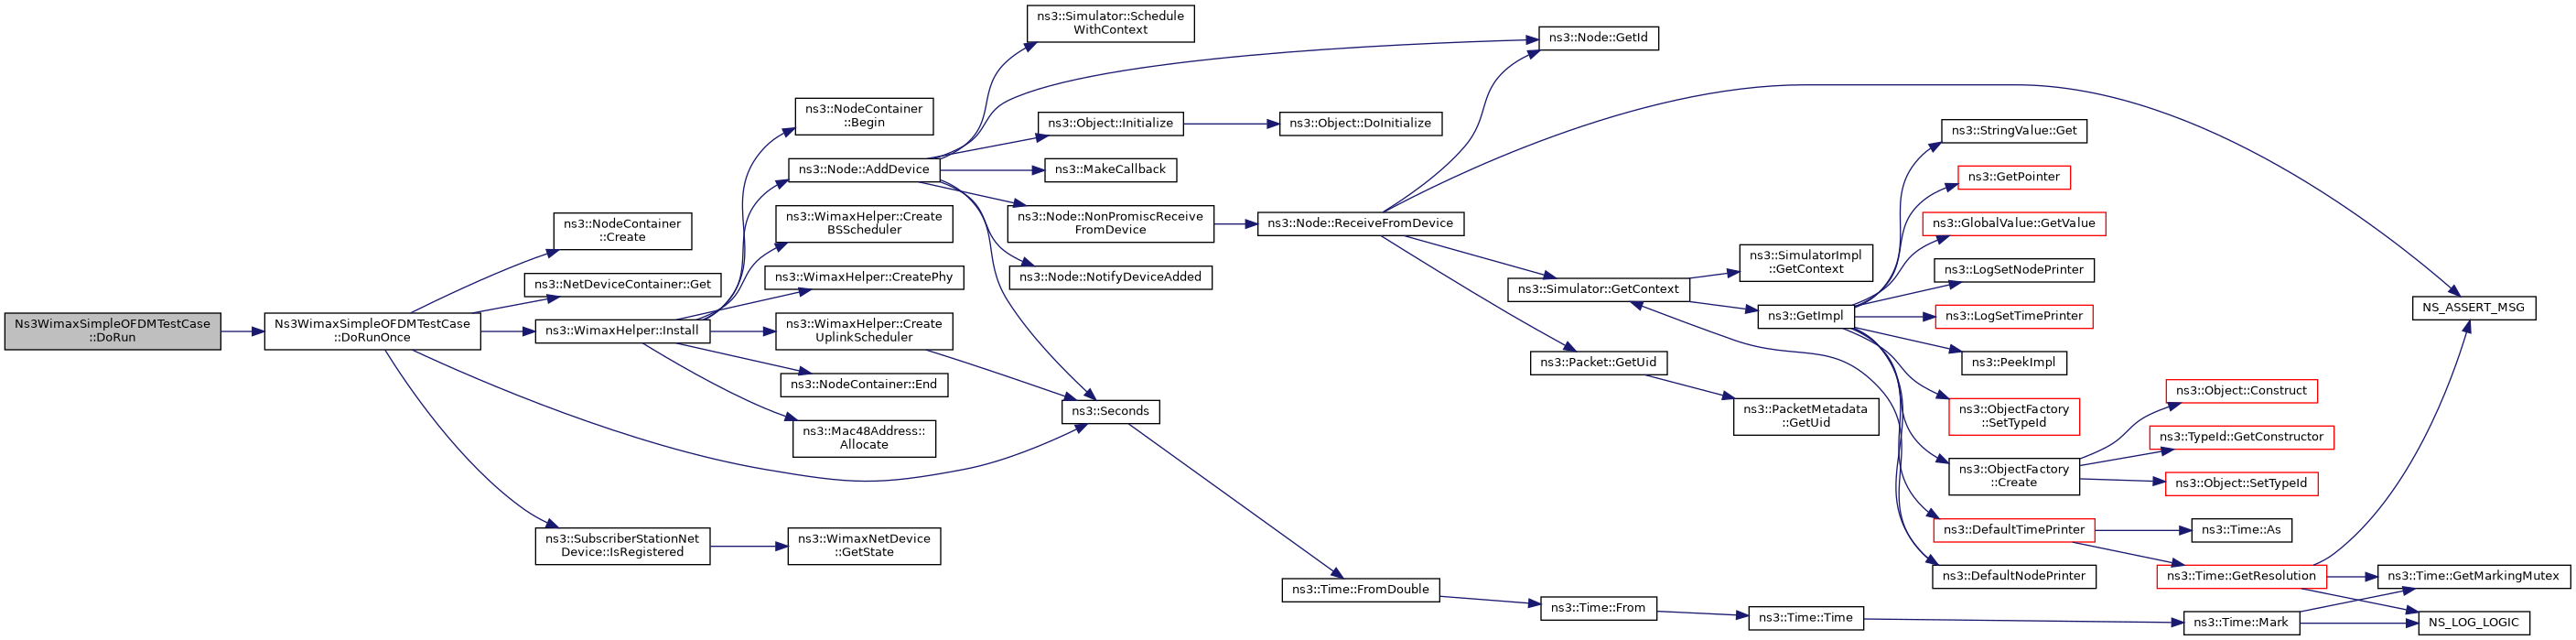 Ns3WimaxSimpleOFDMTestCase
::DoRun
Ns3WimaxSimpleOFDMTestCase
::DoRunOnce
ns3::NodeContainer
::Create
ns3::NetDeviceContainer::Get
ns3::WimaxHelper::Install
ns3::SubscriberStationNet
Device::IsRegistered
ns3::NodeContainer
::Begin
ns3::Node::AddDevice
ns3::WimaxHelper::Create
BSScheduler
ns3::WimaxHelper::CreatePhy
ns3::WimaxHelper::Create
UplinkScheduler
ns3::NodeContainer::End
ns3::Mac48Address::
Allocate
ns3::WimaxNetDevice
::GetState
ns3::Simulator::Schedule
WithContext
ns3::Object::Initialize
ns3::MakeCallback
ns3::Node::NonPromiscReceive
FromDevice
ns3::Node::NotifyDeviceAdded
ns3::Seconds
ns3::Object::DoInitialize
ns3::Node::ReceiveFromDevice
ns3::Time::FromDouble
ns3::Node::GetId
ns3::Simulator::GetContext
ns3::Packet::GetUid
ns3::Time::From
ns3::SimulatorImpl
::GetContext
ns3::GetImpl
ns3::PacketMetadata
::GetUid
ns3::Time::Time
ns3::StringValue::Get
ns3::GetPointer
ns3::GlobalValue::GetValue
ns3::LogSetNodePrinter
ns3::LogSetTimePrinter
ns3::PeekImpl
ns3::ObjectFactory
::SetTypeId
ns3::ObjectFactory
::Create
ns3::DefaultTimePrinter
ns3::DefaultNodePrinter
ns3::Object::Construct
ns3::TypeId::GetConstructor
ns3::Object::SetTypeId
ns3::Time::As
ns3::Time::GetResolution
ns3::Time::Mark
NS_ASSERT_MSG
ns3::Time::GetMarkingMutex
NS_LOG_LOGIC